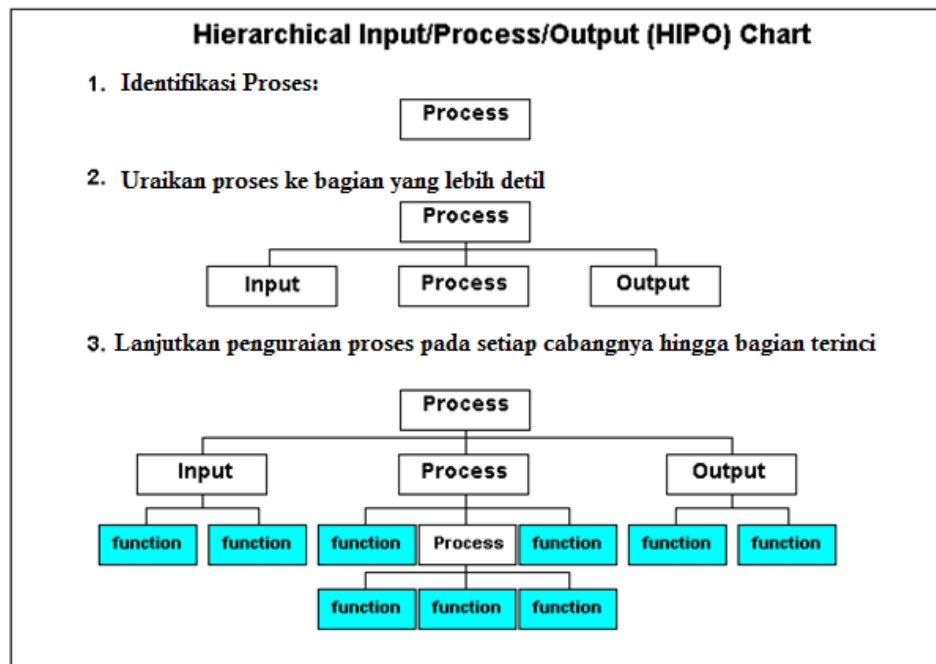 Hierarchical Input/Process/Output (HIPO) Chart
1. Identifikasi Proses:
Process
2. Uraikan proses ke bagian yang lebih detil
Process
Input Process Output
3. Lanjutkan penguraian proses pada setiap cabangnya hingga bagian terinci
Process
Input Process Output
function function function Process function function function
function function function